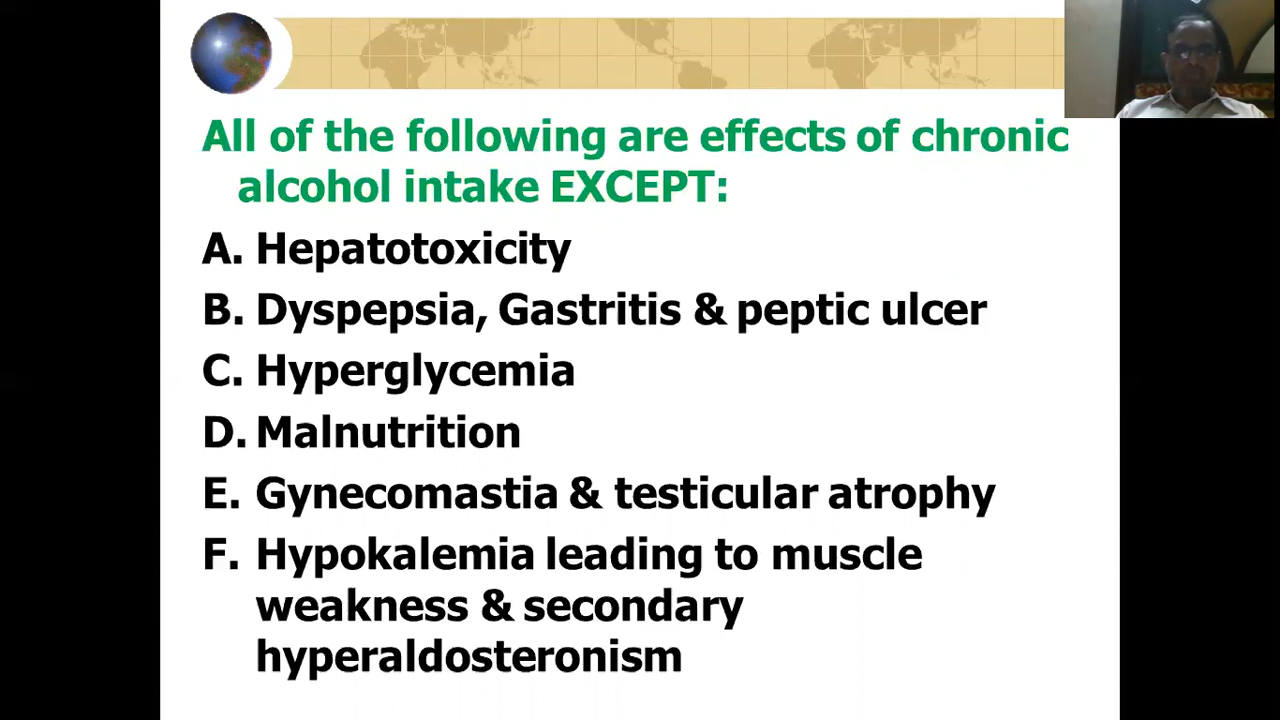 All of the following are effects of chronic
alcohol intake EXCEPT:
A. Hepatotoxicity
B. Dyspepsia, Gastritis & peptic ulcer
C. Hyperglycemia
D. Malnutrition
E. Gynecomastia & testicular atrophy
F. Hypokalemia leading to muscle
weakness & secondary
hyperaldosteronism